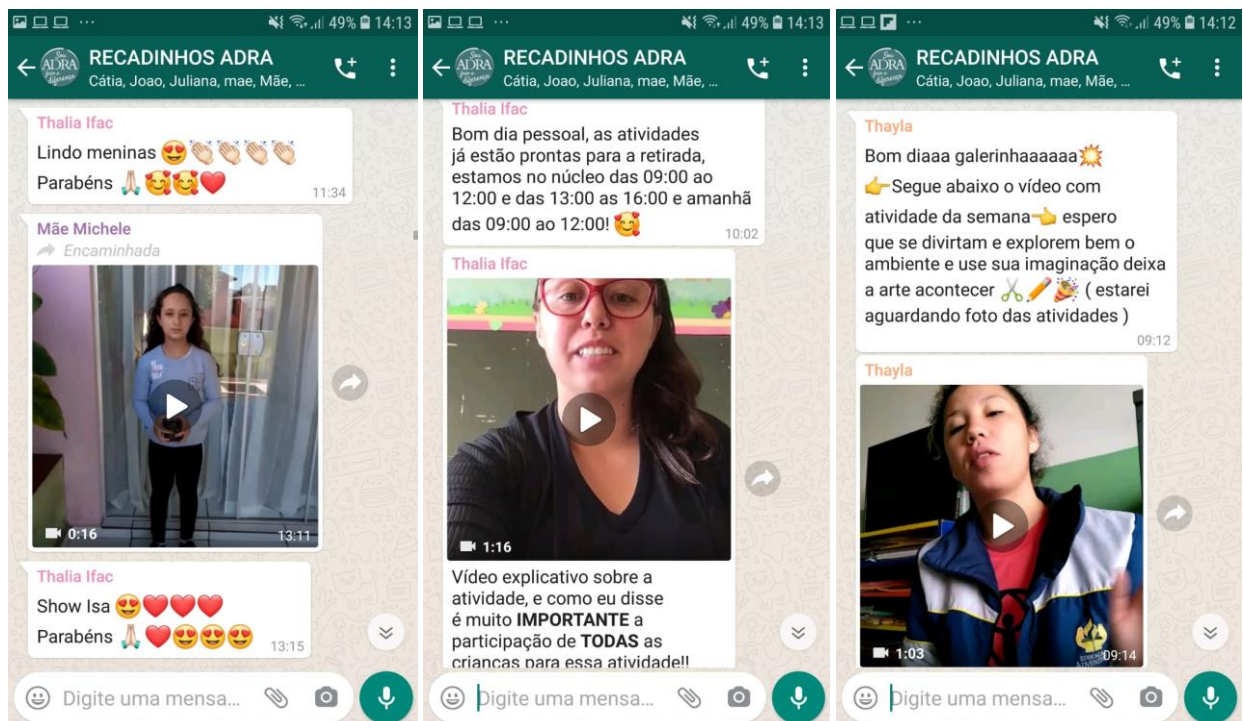 49% 14:13
RECADINHOS ADRA
Cátia, Joao, Juliana, mae, Mãe, ...
Thalia Ifac
Lindo meninas 😍👏🏻👏🏻👏🏻👏🏻
Parabéns 🙏🏻🥰🥰❤️
11:34
Mãe Michele
Encaminhada
0:16
13:11
Thalia Ifac
Show Isa 😍❤️❤️❤️
Parabéns 🙏🏻❤️😍😍😍
13:15
Digite uma mensa...
49% 14:13
RECADINHOS ADRA
Cátia, Joao, Juliana, mae, Mãe, ...
Thalia Ifac
Bom dia pessoal, as atividades
já estão prontas para a retirada,
estamos no núcleo das 09:00 ao
12:00 e das 13:00 as 16:00 e amanhã
das 09:00 ao 12:00! 🥰
10:02
Thalia Ifac
1:16
Vídeo explicativo sobre a
atividade, e como eu disse
é muito IMPORTANTE a
participação de TODAS as
crianças para essa atividade!!
Digite uma mensa...
49% 14:12
RECADINHOS ADRA
Cátia, Joao, Juliana, mae, Mãe, ...
Thayla
Bom diaaa galerinhaaaaaa💥
👉Segue abaixo o vídeo com
atividade da semana👈 espero
que se divirtam e explorem bem o
ambiente e use sua imaginação deixa
a arte acontecer ✂️✏️🎉 ( estarei
aguardando foto das atividades )
09:12
Thayla
1:03
09:14
Digite uma mensa...